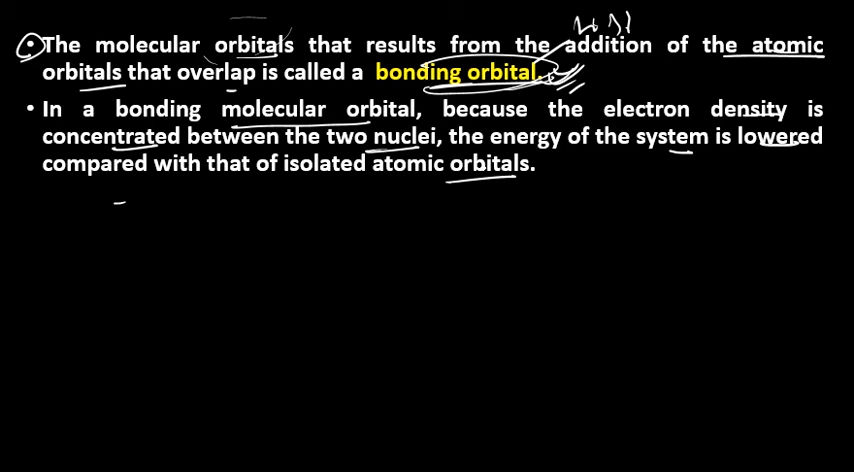 • The molecular orbitals that results from the addition of the atomic
orbitals that overlap is called a bonding orbital.
• In a bonding molecular orbital, because the electron density is
concentrated between the two nuclei, the energy of the system is lowered
compared with that of isolated atomic orbitals.